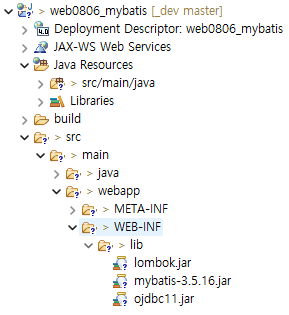 > web0806_mybatis [_dev master]
> Deployment Descriptor: web0806_mybatis
> JAX-WS Web Services
> Java Resources
> src/main/java
> Libraries
> build
> src
> main
> java
> webapp
> META-INF
> WEB-INF
> lib
lombok.jar
mybatis-3.5.16.jar
ojdbc11.jar